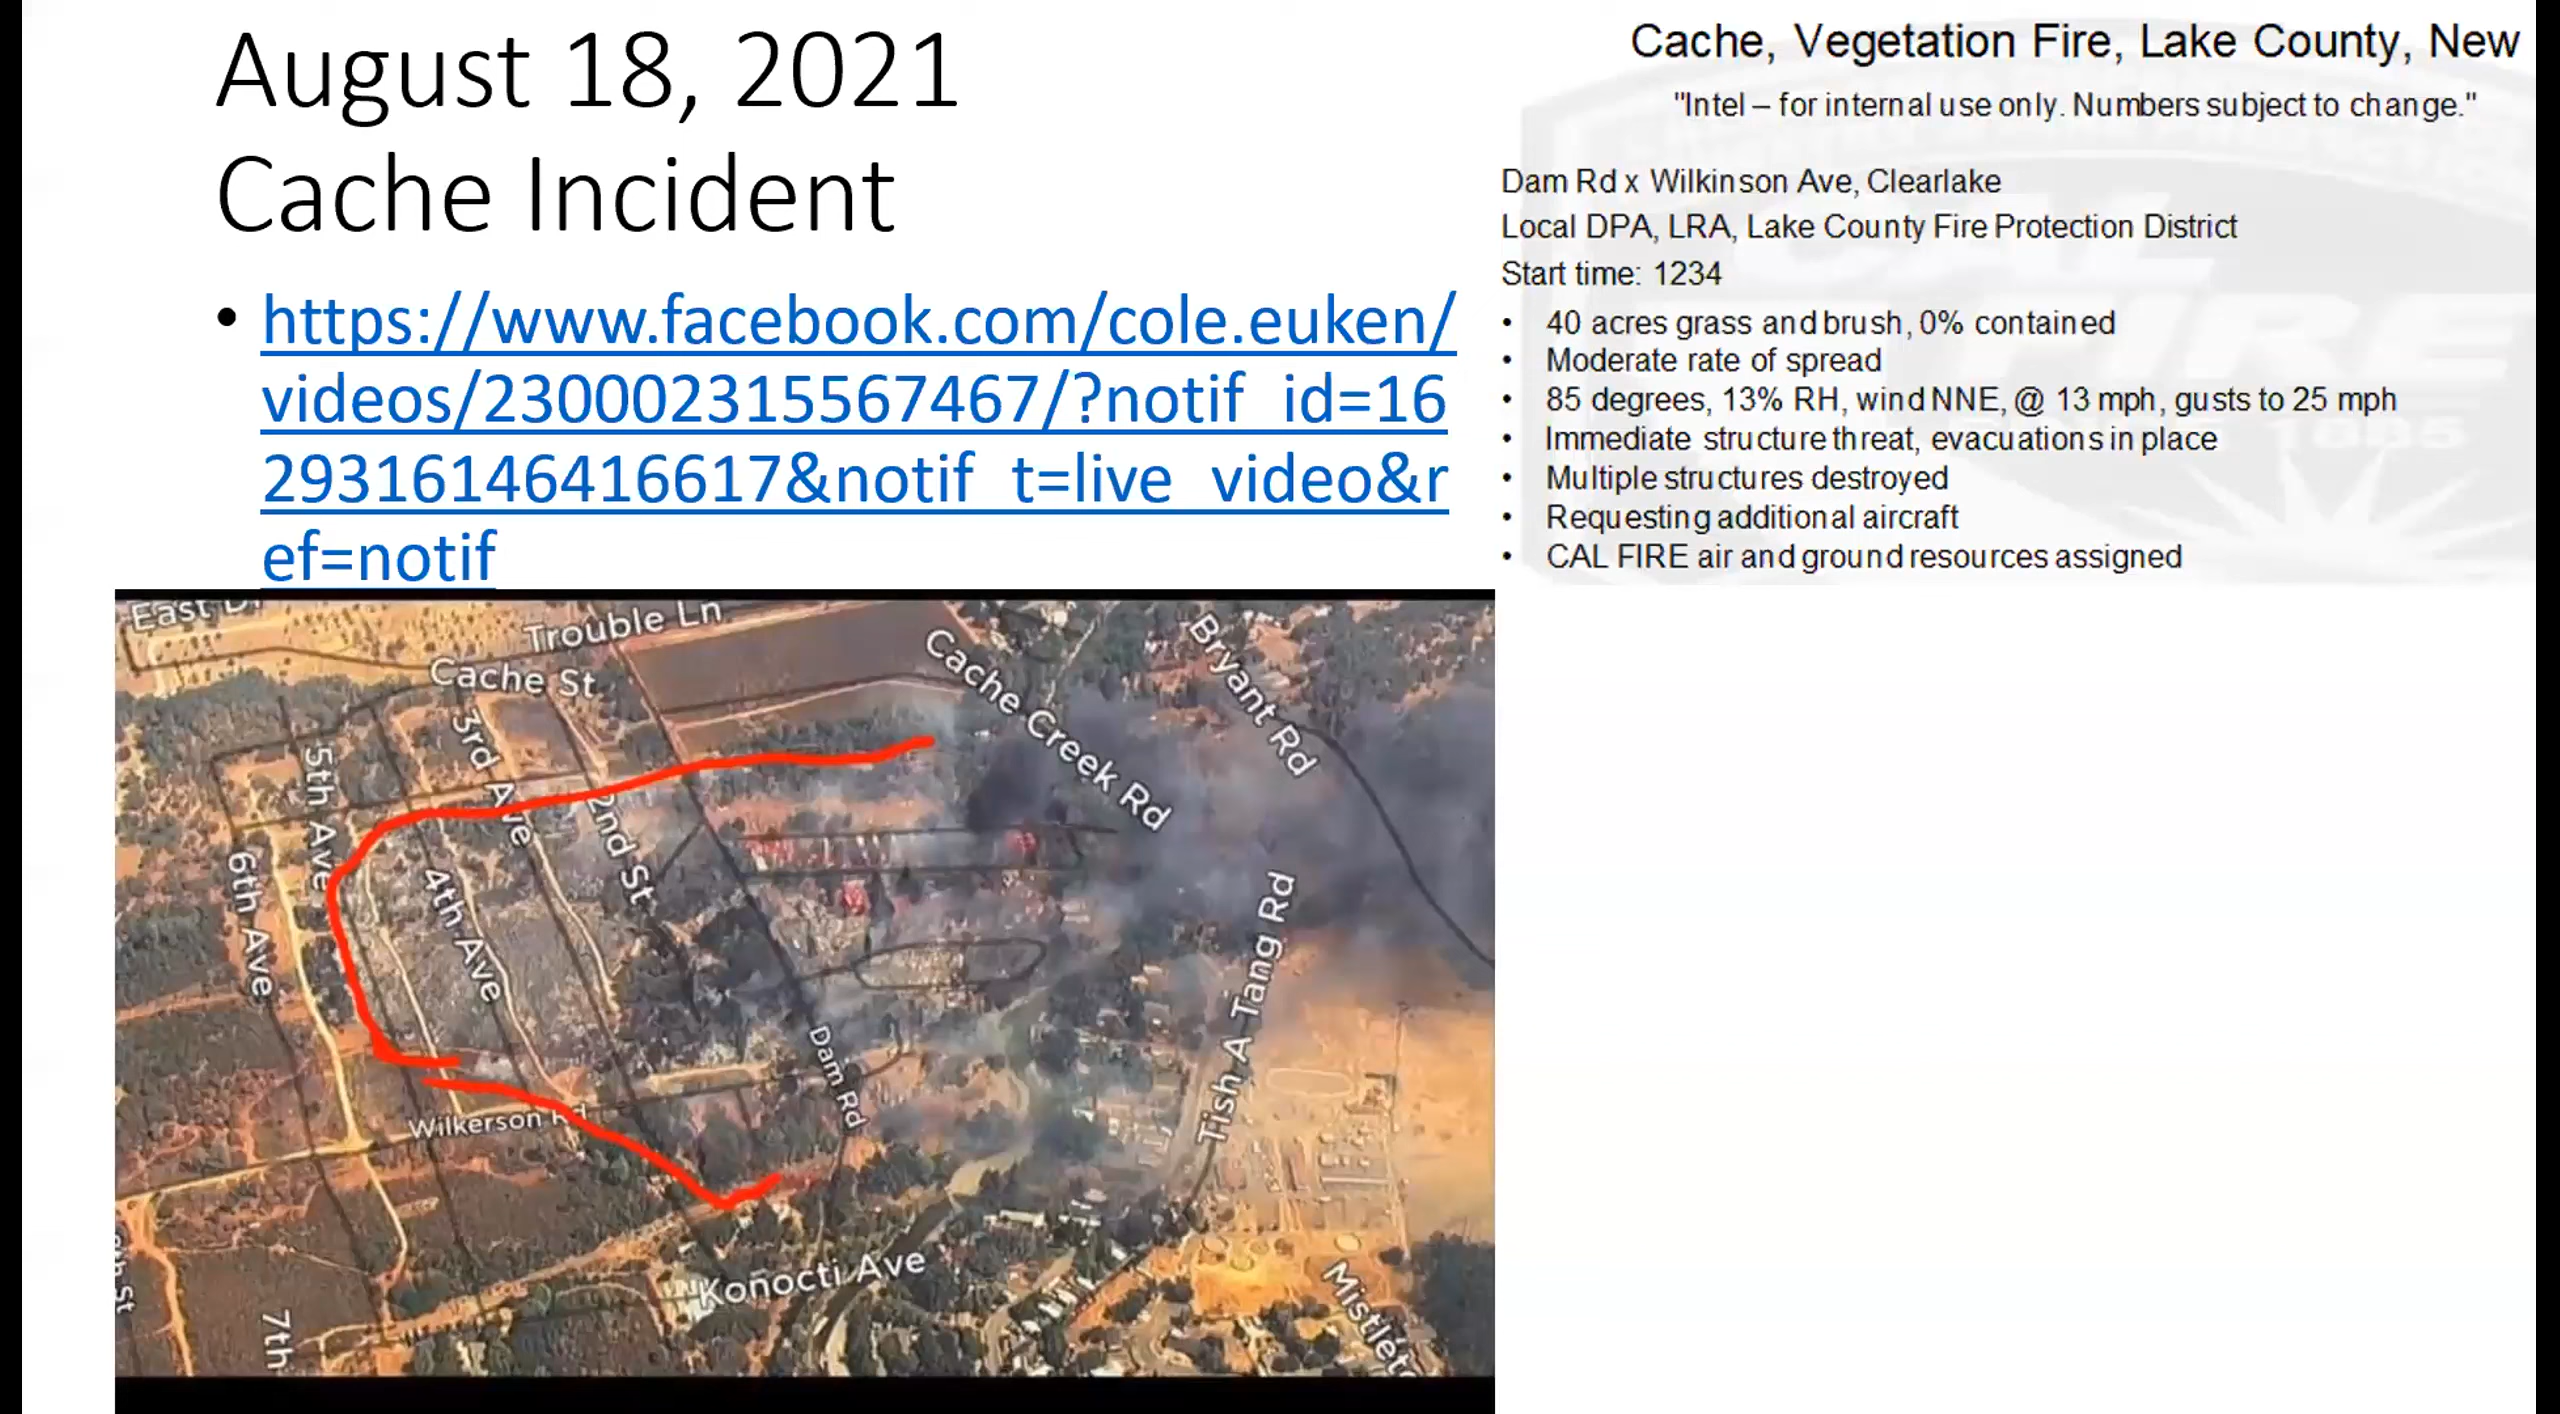 August 18, 2021
Cache Incident
• https://www.facebook.com/cole.euken/
videos/230002315567467/?notif_id=16
29316146416617&notif_t=live_video&r
ef=notif
Cache, Vegetation Fire, Lake County, New
"Intel – for internal use only. Numbers subject to change."
Dam Rd x Wilkinson Ave, Clearlake
Local DPA, LRA, Lake County Fire Protection District
Start time: 1234
• 40 acres grass and brush, 0% contained
• Moderate rate of spread
• 85 degrees, 13% RH, wind NNE, @ 13 mph, gusts to 25 mph
• Immediate structure threat, evacuations in place
• Multiple structures destroyed
• Requesting additional aircraft
• CAL FIRE air and ground resources assigned
CAL
FIRE
1885
East
Trouble Ln
Cache St
Cache Creek Rd
Bryant Rd
3rd Ave
5th Ave
2nd St
6th Ave
4th Ave
Tish A Tang Rd
Dam Rd
Wilkerson Rd
Konocti Ave
St
7th